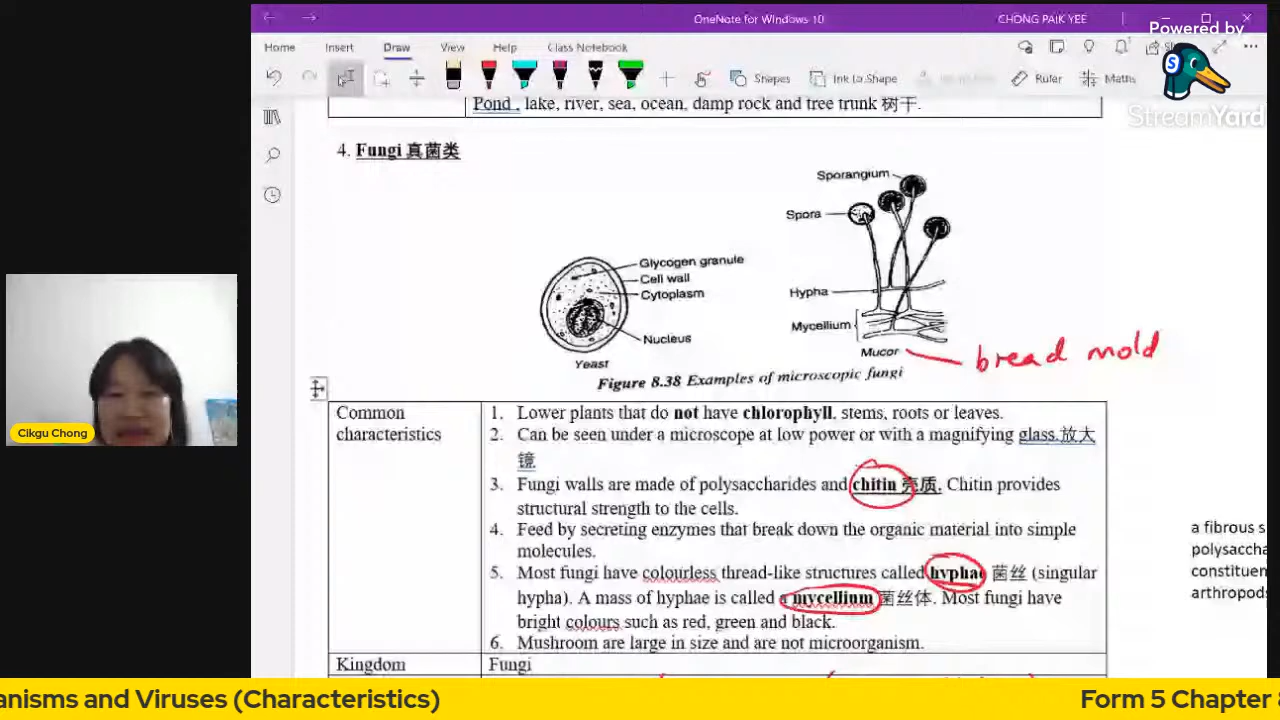 OneNote for Windows 10
CHONG PAIK YEE
Powered by
StreamYard
Home Insert Draw View Help Class Notebook
Shapes Ink to Shape Ruler Maths
Pond , lake, river, sea, ocean, damp rock and tree trunk 树干.
4. Fungi 真菌类
Sporangium
Spora
Glycogen granule
Cell wall
Cytoplasm
Hypha
Mycellium
Nucleus
Mucor
bread mold
Yeast
Figure 8.38 Examples of microscopic fungi
Common characteristics
1. Lower plants that do not have chlorophyll, stems, roots or leaves.
2. Can be seen under a microscope at low power or with a magnifying glass.放大
镜
3. Fungi walls are made of polysaccharides and chitin 壳质. Chitin provides
structural strength to the cells.
4. Feed by secreting enzymes that break down the organic material into simple
molecules.
5. Most fungi have colourless thread-like structures called hyphae 菌丝 (singular
hypha). A mass of hyphae is called a mycellium 菌丝体. Most fungi have
bright colours such as red, green and black.
6. Mushroom are large in size and are not microorganism.
Kingdom Fungi
a fibrous s
polysaccha
constituen
arthropods
Cikgu Chong
anisms and Viruses (Characteristics)
Form 5 Chapter 8